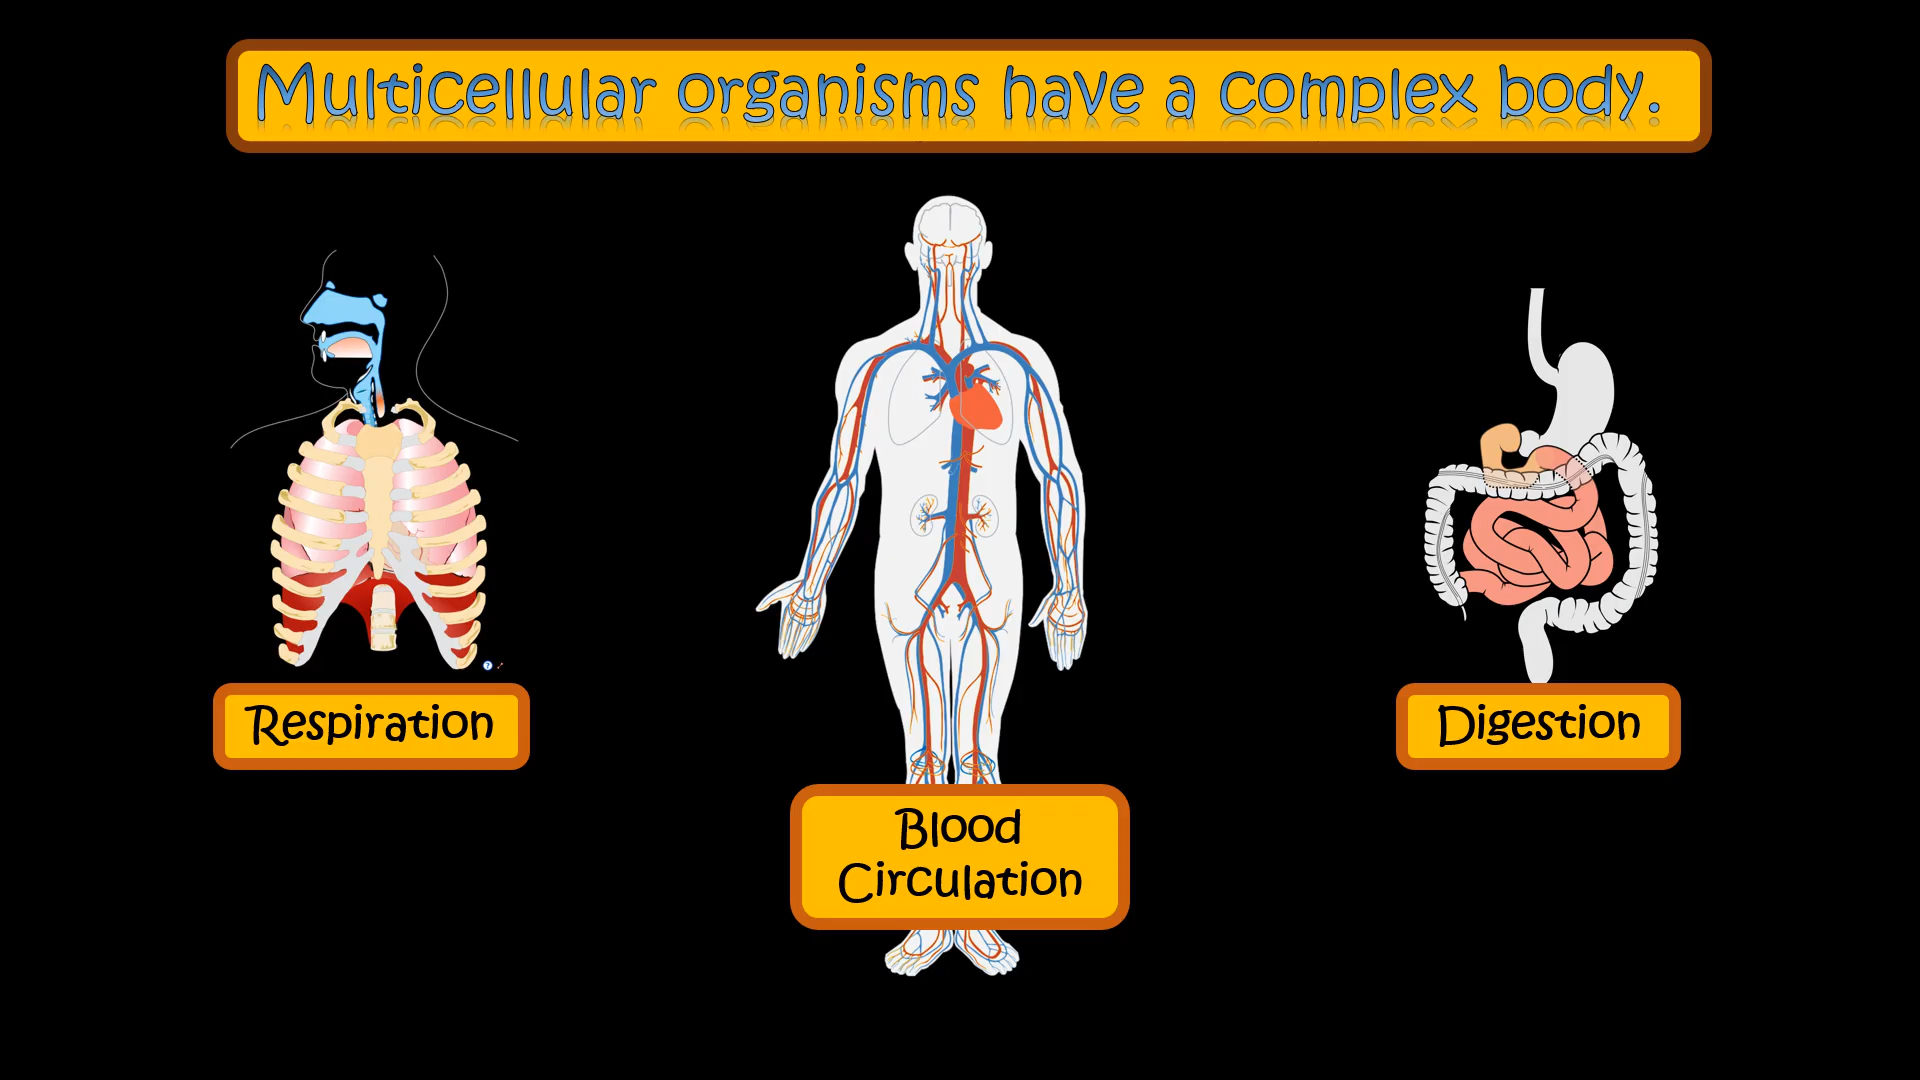 Multicellular organisms have a complex body.
Respiration
Blood
Circulation
Digestion